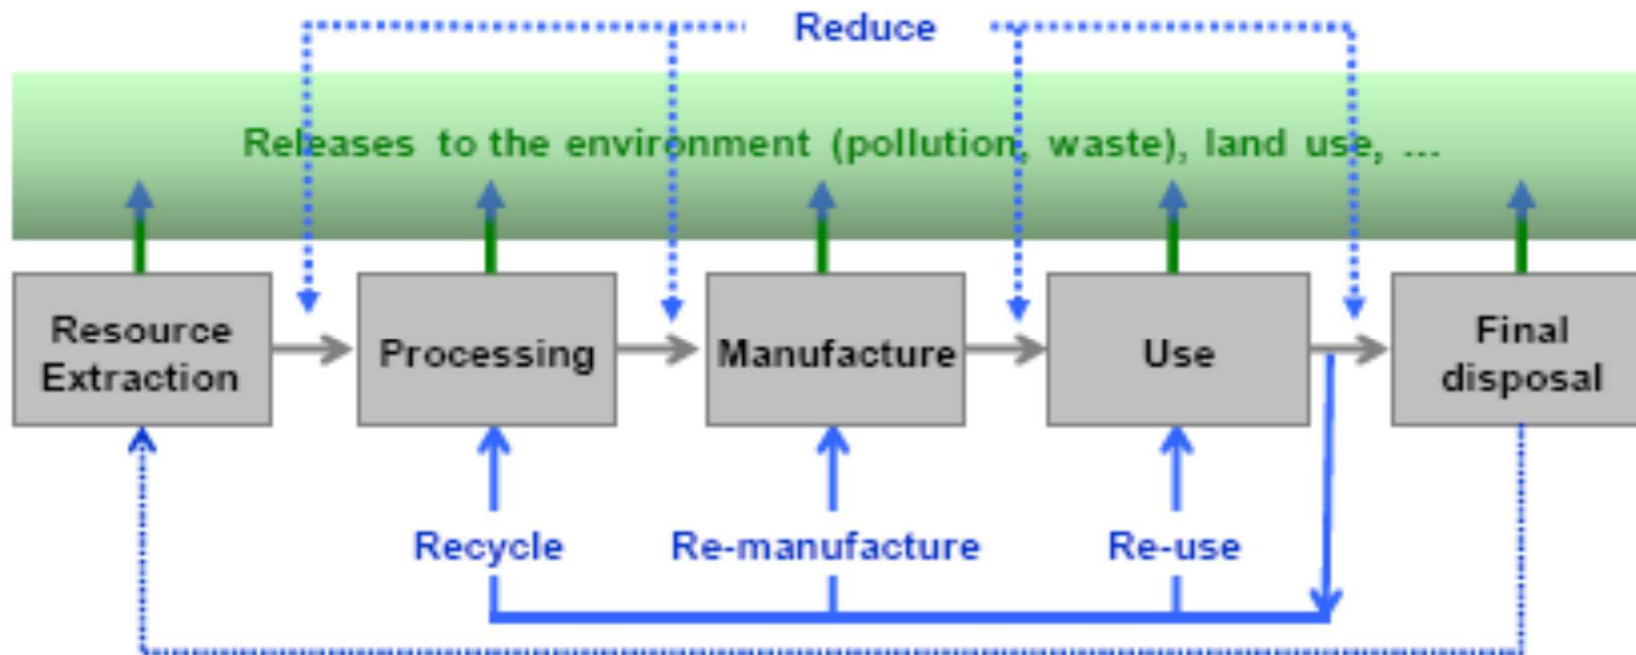 Reduce
Releases to the environment (pollution, waste), land use, ...
Resource
Extraction
Processing
Manufacture
Use
Final
disposal
Recycle
Re-manufacture
Re-use